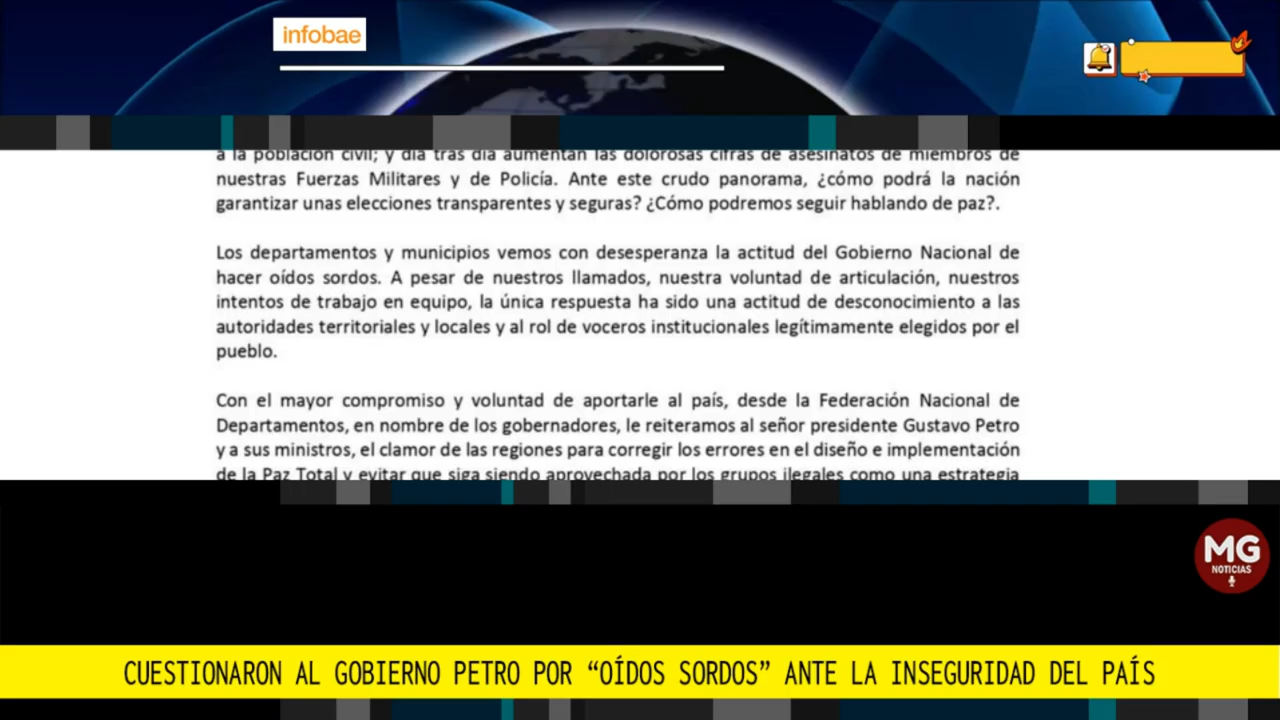 infobae
a la población civil; y día tras día aumentan las dolorosas cifras de asesinatos de miembros de
nuestras Fuerzas Militares y de Policía. Ante este crudo panorama, ¿cómo podrá la nación
garantizar unas elecciones transparentes y seguras? ¿Cómo podremos seguir hablando de paz?.
Los departamentos y municipios vemos con desesperanza la actitud del Gobierno Nacional de
hacer oídos sordos. A pesar de nuestros llamados, nuestra voluntad de articulación, nuestros
intentos de trabajo en equipo, la única respuesta ha sido una actitud de desconocimiento a las
autoridades territoriales y locales y al rol de voceros institucionales legítimamente elegidos por el
pueblo.
Con el mayor compromiso y voluntad de aportarle al país, desde la Federación Nacional de
Departamentos, en nombre de los gobernadores, le reiteramos al señor presidente Gustavo Petro
y a sus ministros, el clamor de las regiones para corregir los errores en el diseño e implementación
de la Paz Total y evitar que siga siendo aprovechada por los grupos ilegales como una estrategia
MG
NOTICIAS
CUESTIONARON AL GOBIERNO PETRO POR “OÍDOS SORDOS” ANTE LA INSEGURIDAD DEL PAÍS